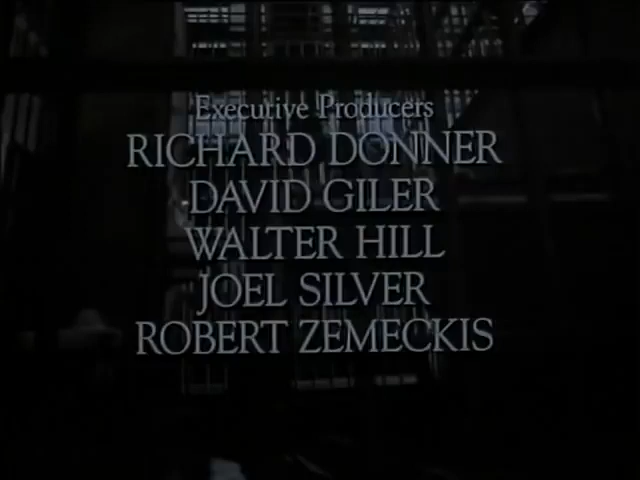 Executive Producers
RICHARD DONNER
DAVID GILER
WALTER HILL
JOEL SILVER
ROBERT ZEMECKIS